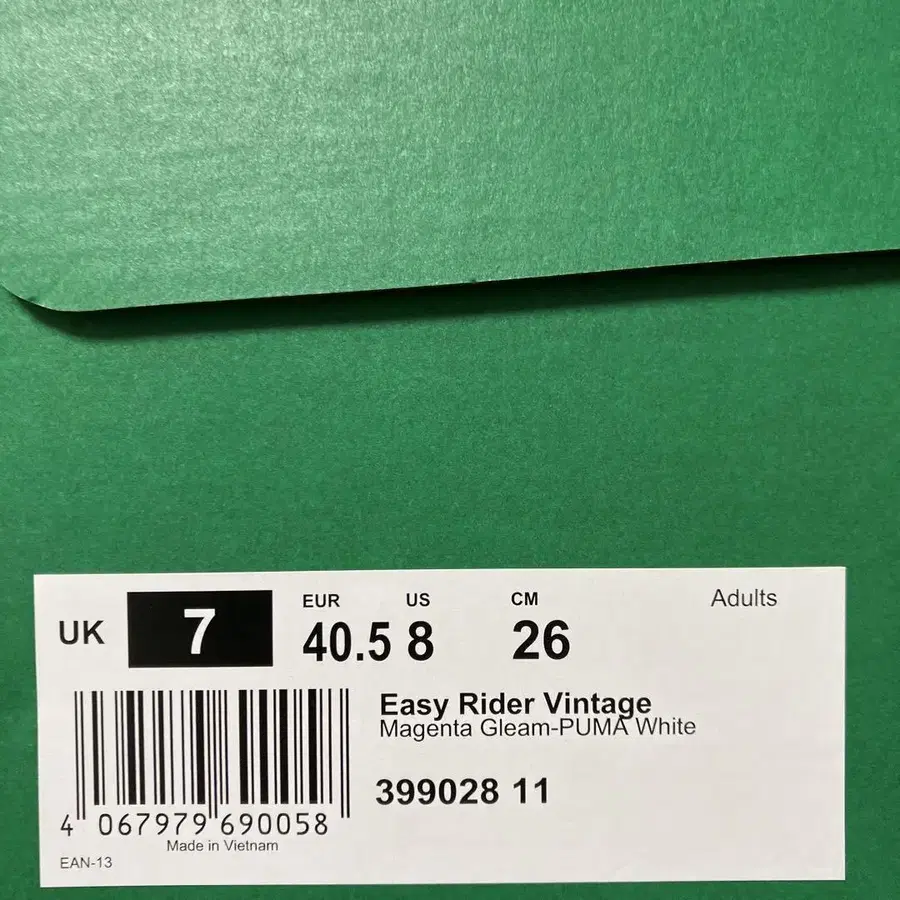 UK 7 EUR 40.5 US 8 CM 26 Adults
Easy Rider Vintage
Magenta Gleam-PUMA White
399028 11
4 067979 690058
Made in Vietnam
EAN-13